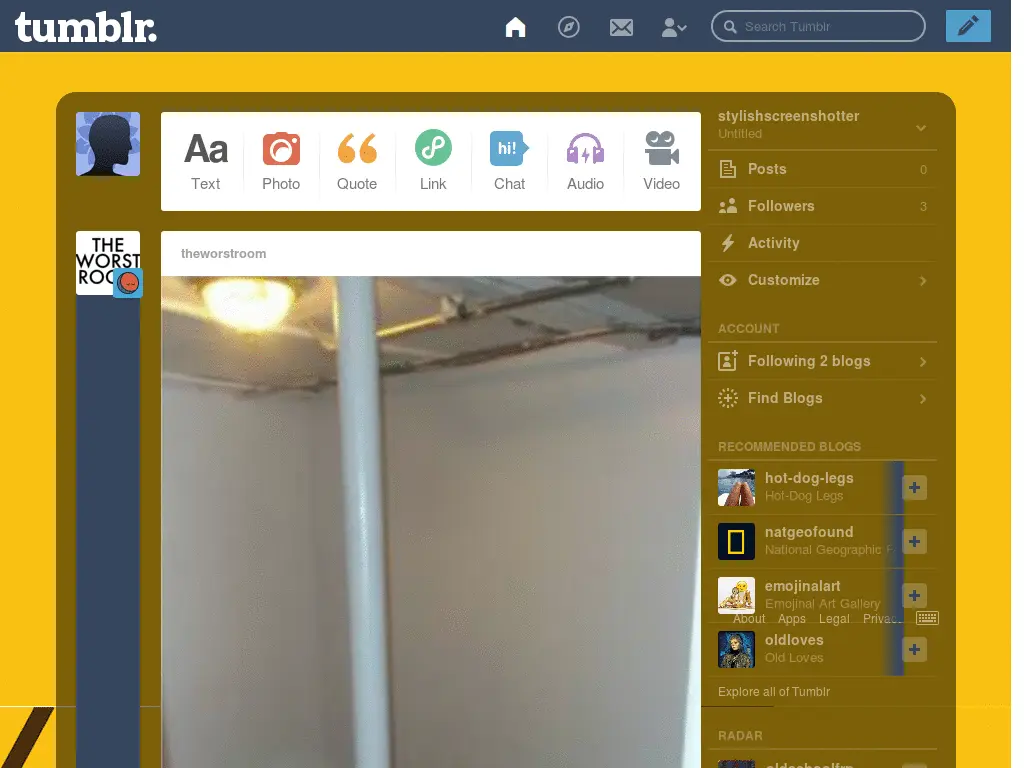 tumblr.
Search Tumblr
Aa
Text
Photo
Quote
Link
hi!
Chat
Audio
Video
THE
WORST
theworstroom
stylishscreenshotter
Untitled
Posts 0
Followers 3
Activity
Customize
ACCOUNT
Following 2 blogs
Find Blogs
RECOMMENDED BLOGS
hot-dog-legs
Hot-Dog Legs
natgeofound
National Geographic F
emojinalart
Emojinal Art Gallery
About Apps Legal
oldloves
Old Loves
Explore all of Tumblr
RADAR